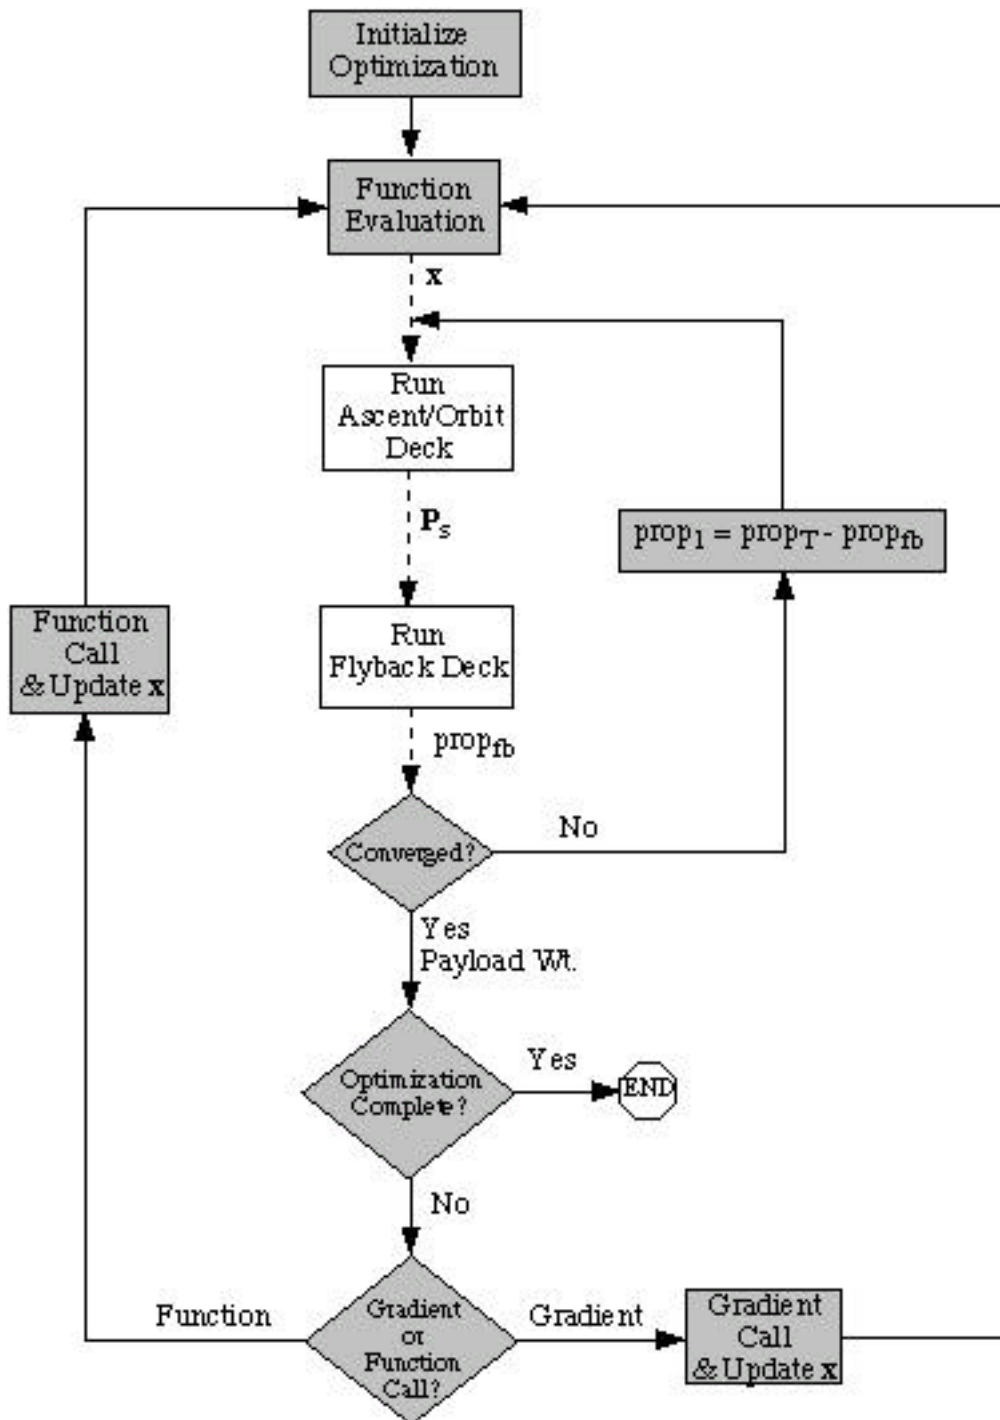 Initialize
Optimization
Function
Evaluation
x
Run
Ascent/Orbit
Deck
Ps
prop1 = propT - propfb
Function
Call
& Update x
Run
Flyback Deck
propfb
No
Converged?
Yes
Payload Wt.
Optimization
Complete?
Yes
END
No
Function
Gradient
or
Function
Call?
Gradient
Gradient
Call
& Update x